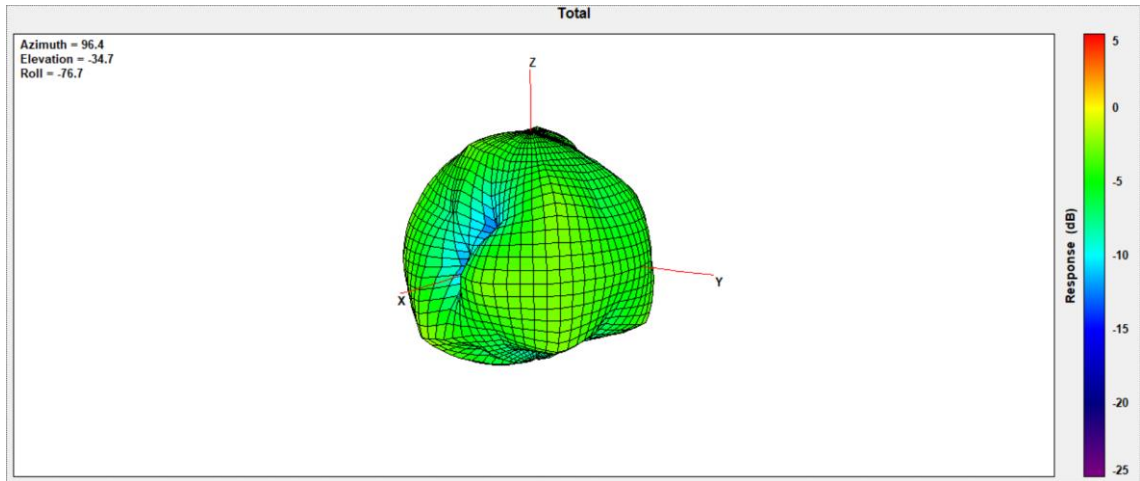 Total
Azimuth = 96.4
Elevation = -34.7
Roll = -76.7
Z
Y
X
5
0
-5
-10
-15
-20
-25
Response (dB)